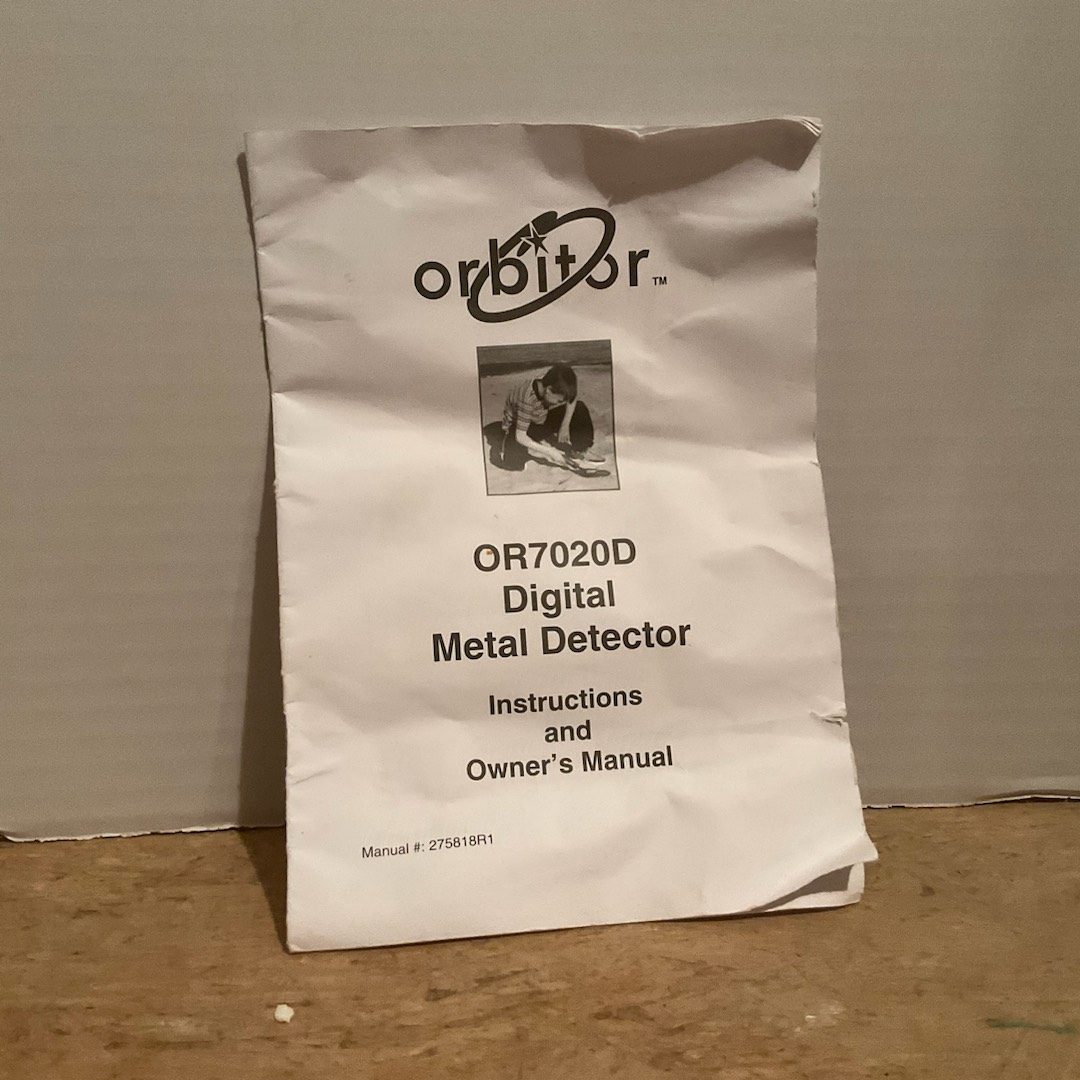 orbitor™
OR7020D
Digital
Metal Detector
Instructions
and
Owner's Manual
Manual #: 275818R1